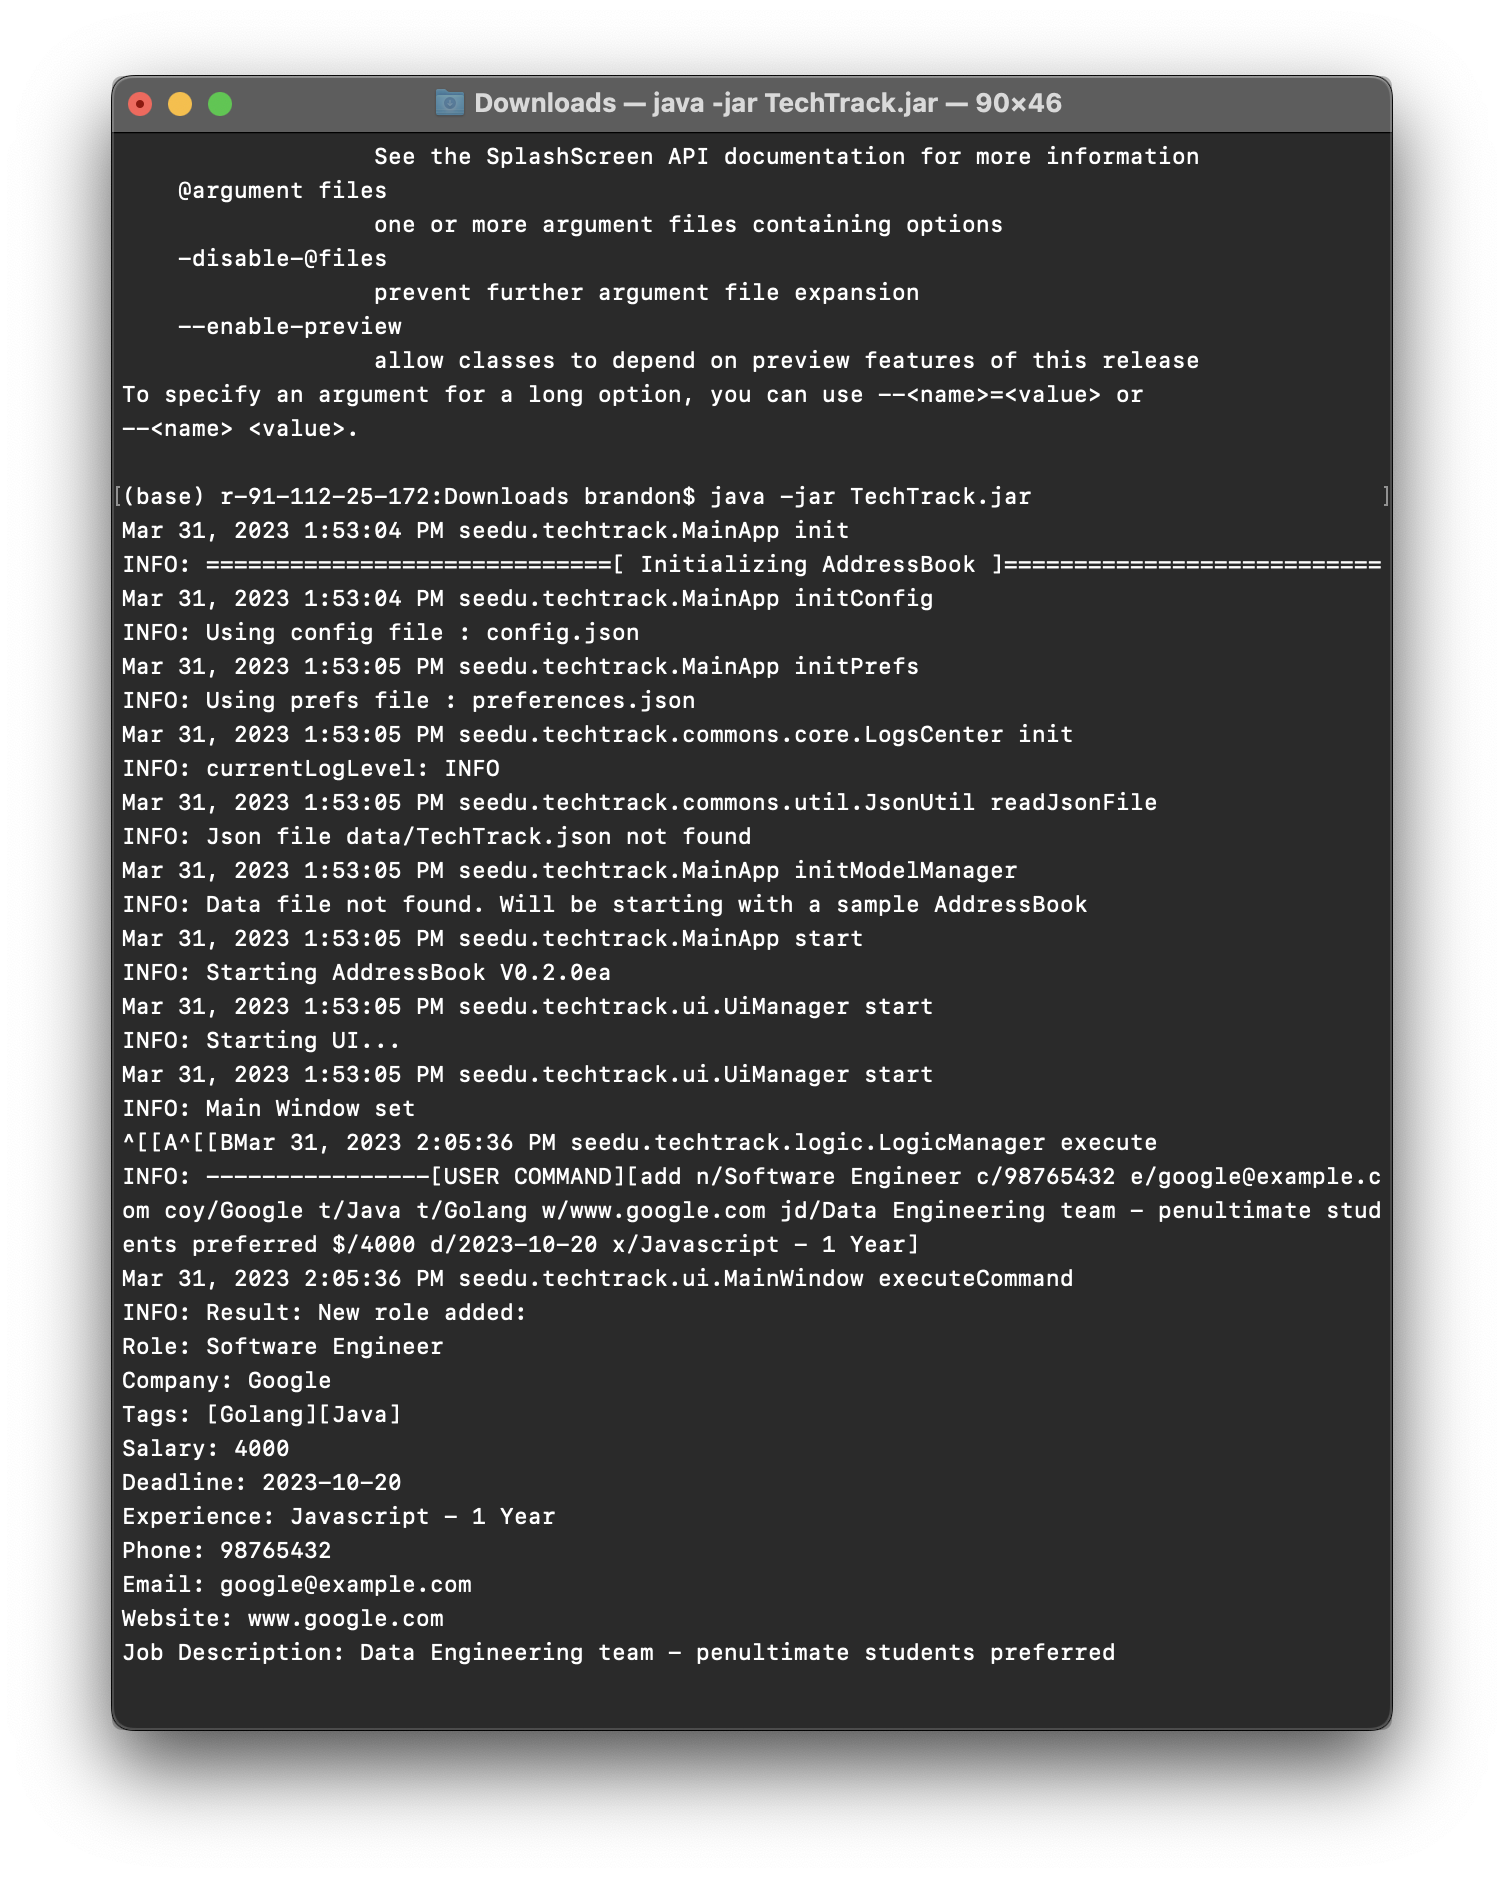 Downloads — java -jar TechTrack.jar — 90×46
See the SplashScreen API documentation for more information
@argument files
one or more argument files containing options
-disable-@files
prevent further argument file expansion
--enable-preview
allow classes to depend on preview features of this release
To specify an argument for a long option, you can use --<name>=<value> or
--<name> <value>.
[(base) r-91-112-25-172:Downloads brandon$ java -jar TechTrack.jar ]
Mar 31, 2023 1:53:04 PM seedu.techtrack.MainApp init
INFO: =============================[ Initializing AddressBook ]===========================
Mar 31, 2023 1:53:04 PM seedu.techtrack.MainApp initConfig
INFO: Using config file : config.json
Mar 31, 2023 1:53:05 PM seedu.techtrack.MainApp initPrefs
INFO: Using prefs file : preferences.json
Mar 31, 2023 1:53:05 PM seedu.techtrack.commons.core.LogsCenter init
INFO: currentLogLevel: INFO
Mar 31, 2023 1:53:05 PM seedu.techtrack.commons.util.JsonUtil readJsonFile
INFO: Json file data/TechTrack.json not found
Mar 31, 2023 1:53:05 PM seedu.techtrack.MainApp initModelManager
INFO: Data file not found. Will be starting with a sample AddressBook
Mar 31, 2023 1:53:05 PM seedu.techtrack.MainApp start
INFO: Starting AddressBook V0.2.0ea
Mar 31, 2023 1:53:05 PM seedu.techtrack.ui.UiManager start
INFO: Starting UI...
Mar 31, 2023 1:53:05 PM seedu.techtrack.ui.UiManager start
INFO: Main Window set
^[[A^[[BMar 31, 2023 2:05:36 PM seedu.techtrack.logic.LogicManager execute
INFO: ----------------[USER COMMAND][add n/Software Engineer c/98765432 e/google@example.c
om coy/Google t/Java t/Golang w/www.google.com jd/Data Engineering team - penultimate stud
ents preferred $/4000 d/2023-10-20 x/Javascript - 1 Year]
Mar 31, 2023 2:05:36 PM seedu.techtrack.ui.MainWindow executeCommand
INFO: Result: New role added:
Role: Software Engineer
Company: Google
Tags: [Golang][Java]
Salary: 4000
Deadline: 2023-10-20
Experience: Javascript - 1 Year
Phone: 98765432
Email: google@example.com
Website: www.google.com
Job Description: Data Engineering team - penultimate students preferred